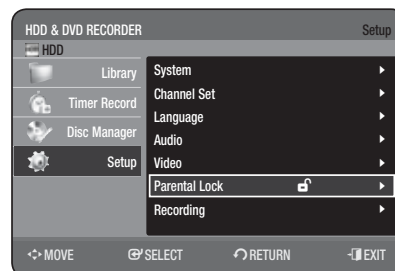 HDD & DVD RECORDER Setup
HDD
Library
Timer Record
Disc Manager
Setup
System
Channel Set
Language
Audio
Video
Parental Lock
Recording
MOVE SELECT RETURN EXIT